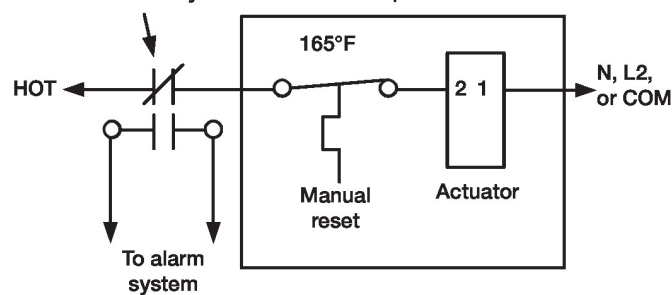 165°F
HOT
2 1
N, L2,
or COM
Manual
reset
Actuator
To alarm
system